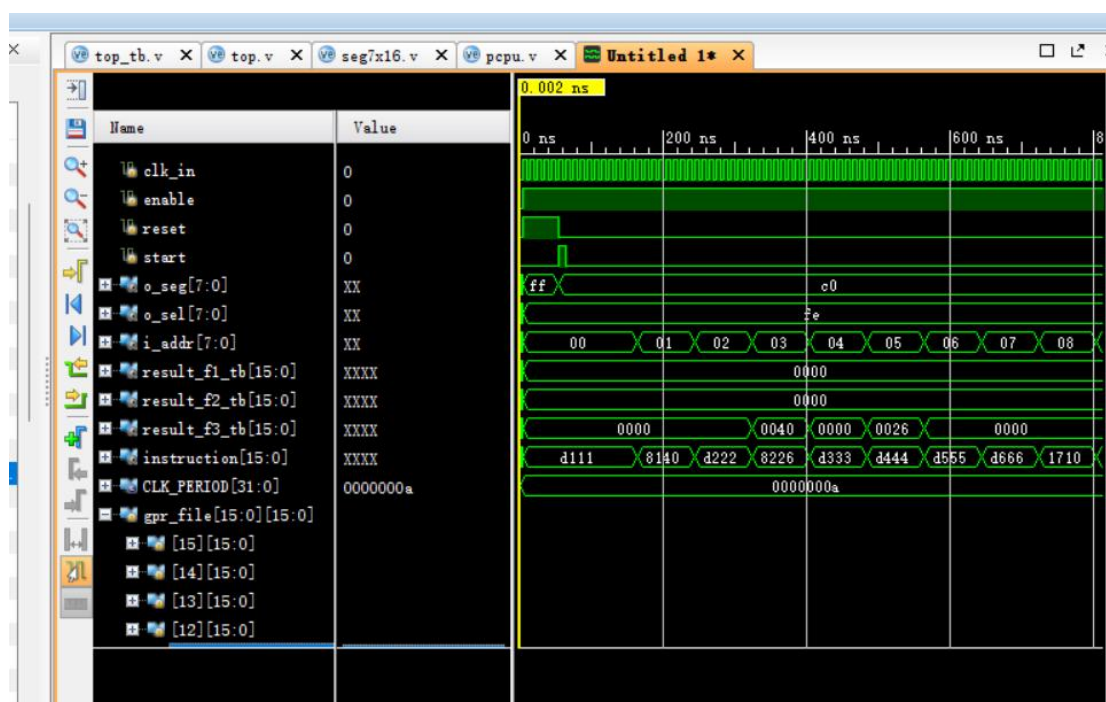 top_tb.v X top.v X seg7x16.v X pcpu.v X Untitled 1* X
0.002 ns
Name Value
0 ns 200 ns 400 ns 600 ns 8
clk_in 0
enable 0
reset 0
start 0
o_seg[7:0] XX ff c0
o_sel[7:0] XX fe
i_addr[7:0] XX 00 01 02 03 04 05 06 07 08
result_f1_tb[15:0] XXXX 0000
result_f2_tb[15:0] XXXX 0000
result_f3_tb[15:0] XXXX 0000 0040 0000 0026 0000
instruction[15:0] XXXX d111 8140 d222 8226 d333 d444 d555 d666 1710
CLK_PERIOD[31:0] 0000000a 0000000a
gpr_file[15:0][15:0]
[15][15:0]
[14][15:0]
[13][15:0]
[12][15:0]